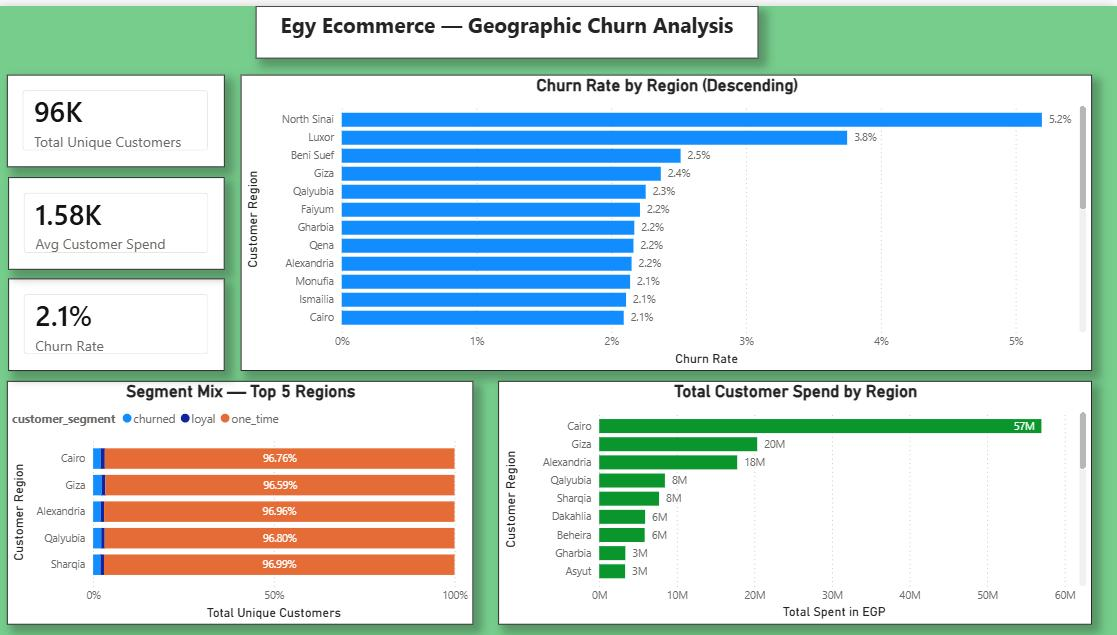 Egy Ecommerce — Geographic Churn Analysis
96K
Total Unique Customers
1.58K
Avg Customer Spend
2.1%
Churn Rate
Churn Rate by Region (Descending)
Customer Region
North Sinai 5.2%
Luxor 3.8%
Beni Suef 2.5%
Giza 2.4%
Qalyubia 2.3%
Faiyum 2.2%
Gharbia 2.2%
Qena 2.2%
Alexandria 2.2%
Monufia 2.1%
Ismailia 2.1%
Cairo 2.1%
0% 1% 2% 3% 4% 5%
Churn Rate
Segment Mix — Top 5 Regions
customer_segment churned loyal one_time
Customer Region
Cairo 96.76%
Giza 96.59%
Alexandria 96.96%
Qalyubia 96.80%
Sharqia 96.99%
0% 50% 100%
Total Unique Customers
Total Customer Spend by Region
Customer Region
Cairo 57M
Giza 20M
Alexandria 18M
Qalyubia 8M
Sharqia 8M
Dakahlia 6M
Beheira 6M
Gharbia 3M
Asyut 3M
0M 10M 20M 30M 40M 50M 60M
Total Spent in EGP